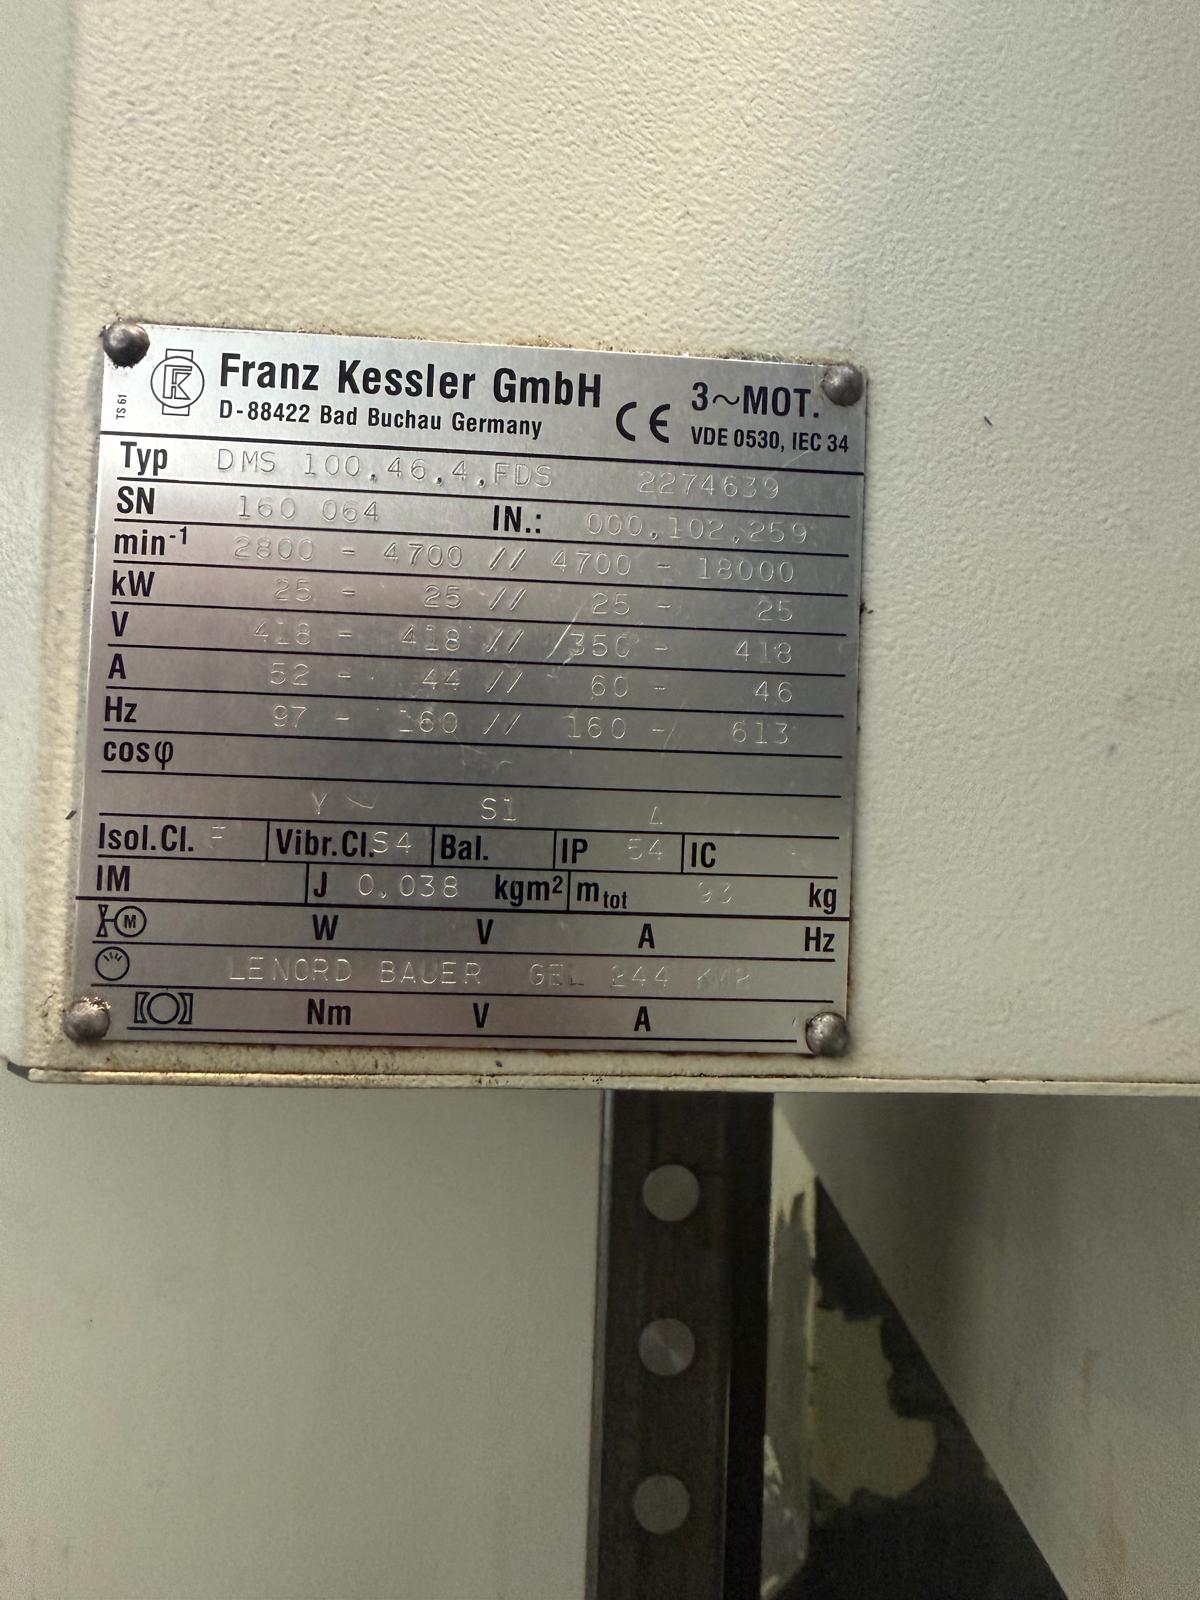 TS 61
Franz Kessler GmbH
D-88422 Bad Buchau Germany
CE
3~MOT.
VDE 0530, IEC 34
Typ DMS 100.46.4.FDS 2274639
SN 160 064 IN.: 000.102.259
min-1 2800 - 4700 // 4700 - 18000
kW 25 - 25 // 25 - 25
V 418 - 418 // 350 - 418
A 52 - 44 // 60 - 46
Hz 97 - 160 // 160 - 613
cosφ
Y S1 Δ
Isol.Cl. F Vibr.Cl. S4 Bal. IP 54 IC
IM J 0,038 kgm² mtot 93 kg
M W V A Hz
LENORD BAUER GEL 244
Nm V A